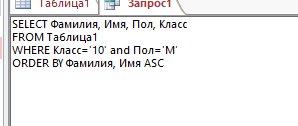 Таблица1 Запрос1
SELECT Фамилия, Имя, Пол, Класс
FROM Таблица1
WHERE Класс='10' and Пол='М'
ORDER BY Фамилия, Имя ASC